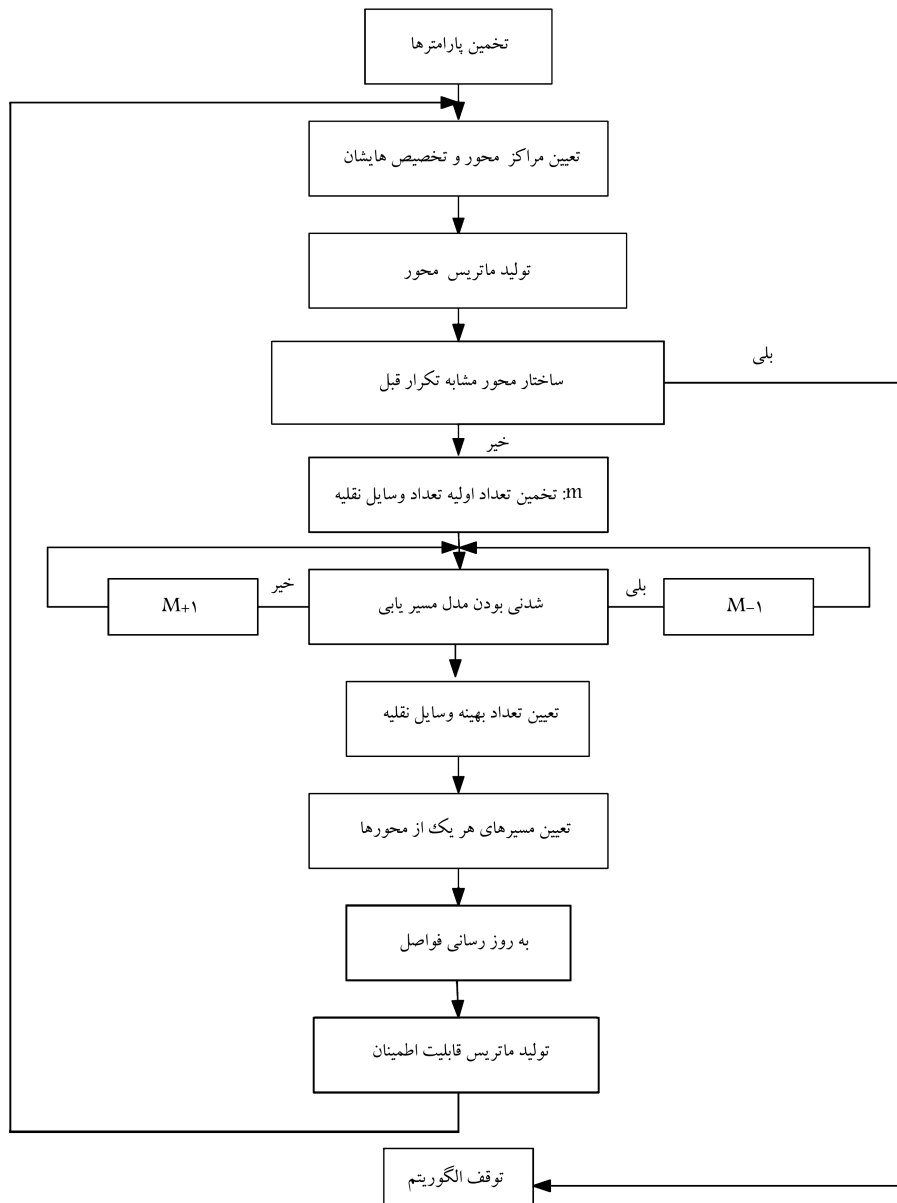 تخمین پارامترها
تعیین مراکز محور و تخصیص هایشان
تولید ماتریس محور
بلی
ساختار محور مشابه تکرار قبل
خیر
m: تخمین تعداد اولیه تعداد وسایل نقلیه
خیر
بلی
M+۱
شدنی بودن مدل مسیر یابی
M−۱
تعیین تعداد بهینه وسایل نقلیه
تعیین مسیرهای هر یک از محورها
به روز رسانی فواصل
تولید ماتریس قابلیت اطمینان
توقف الگوریتم